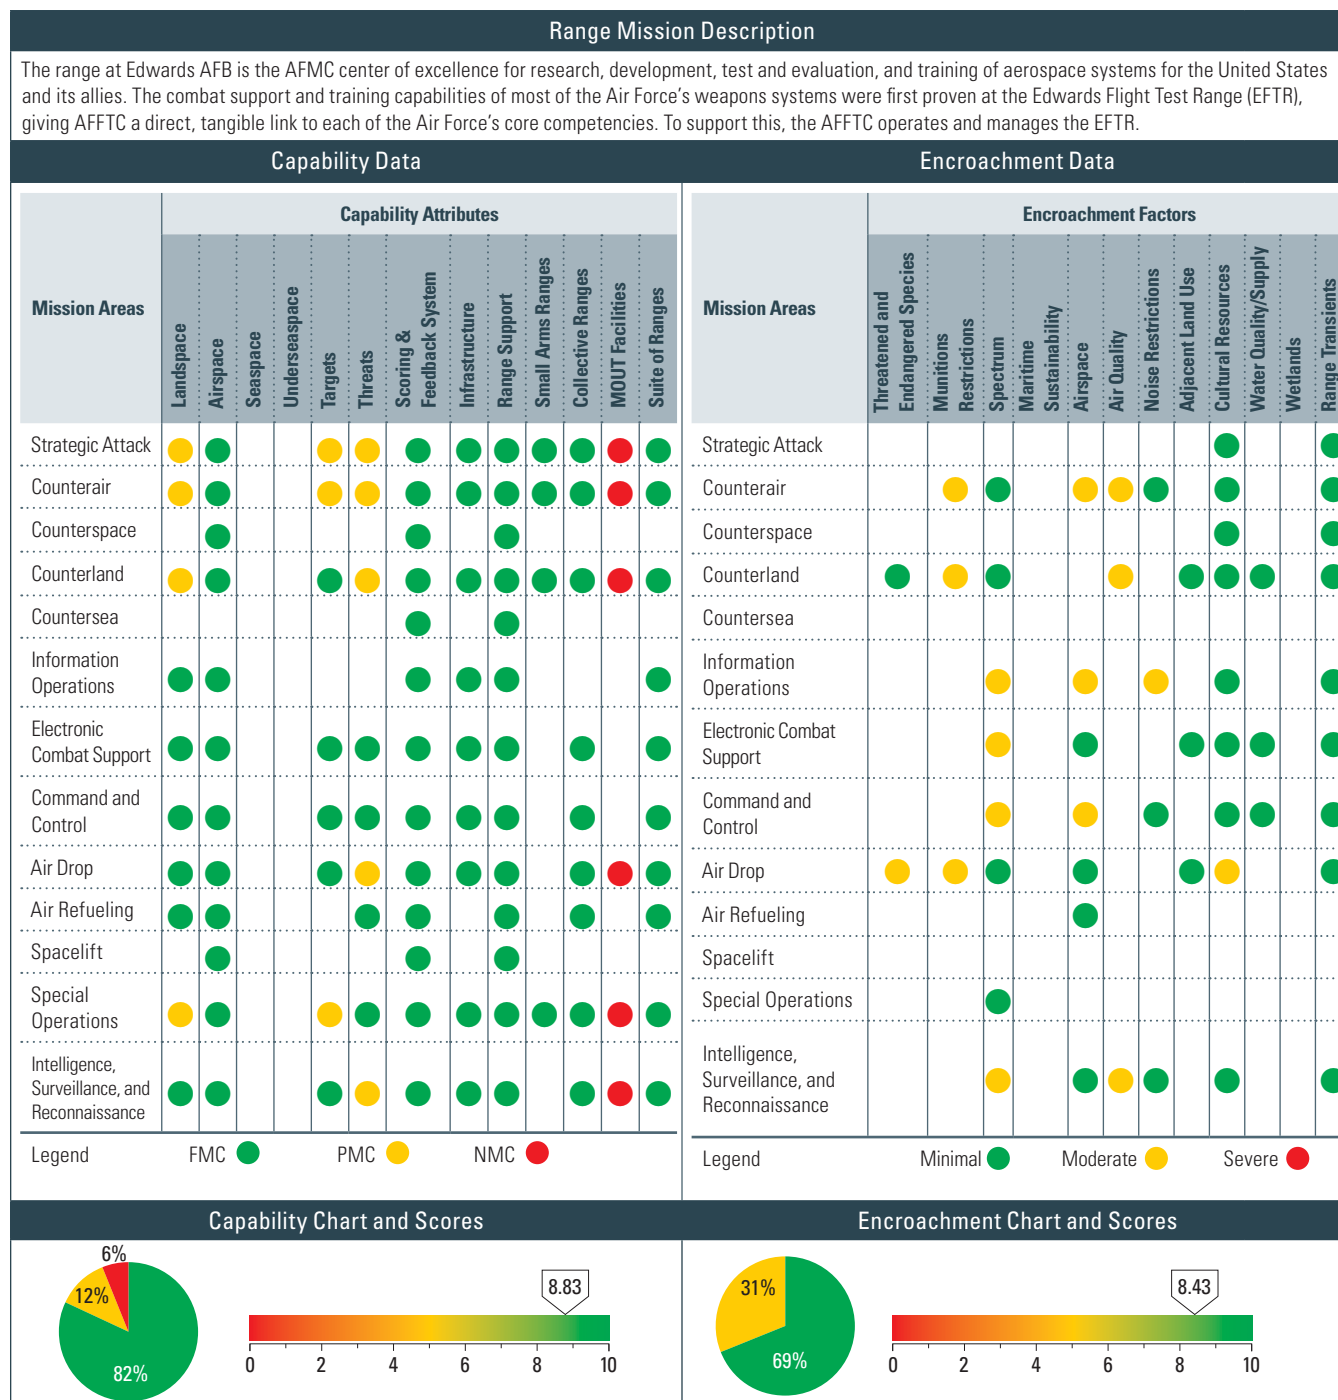 Range Mission Description
The range at Edwards AFB is the AFMC center of excellence for research, development, test and evaluation, and training of aerospace systems for the United States
and its allies. The combat support and training capabilities of most of the Air Force’s weapons systems were first proven at the Edwards Flight Test Range (EFTR),
giving AFFTC a direct, tangible link to each of the Air Force’s core competencies. To support this, the AFFTC operates and manages the EFTR.
Capability Data
Mission Areas
Capability Attributes
Landspace
Airspace
Seaspace
Underseaspace
Targets
Threats
Scoring &
Feedback System
Infrastructure
Range Support
Small Arms Ranges
Collective Ranges
MOUT Facilities
Suite of Ranges
Strategic Attack
Counterair
Counterspace
Counterland
Countersea
Information
Operations
Electronic
Combat Support
Command and
Control
Air Drop
Air Refueling
Spacelift
Special
Operations
Intelligence,
Surveillance, and
Reconnaissance
Legend FMC PMC NMC
Encroachment Data
Mission Areas
Encroachment Factors
Threatened and
Endangered Species
Munitions
Restrictions
Spectrum
Maritime
Sustainability
Airspace
Air Quality
Noise Restrictions
Adjacent Land Use
Cultural Resources
Water Quality/Supply
Wetlands
Range Transients
Strategic Attack
Counterair
Counterspace
Counterland
Countersea
Information
Operations
Electronic Combat
Support
Command and
Control
Air Drop
Air Refueling
Spacelift
Special Operations
Intelligence,
Surveillance, and
Reconnaissance
Legend Minimal Moderate Severe
Capability Chart and Scores
6%
12%
82%
8.83
0 2 4 6 8 10
Encroachment Chart and Scores
31%
69%
8.43
0 2 4 6 8 10